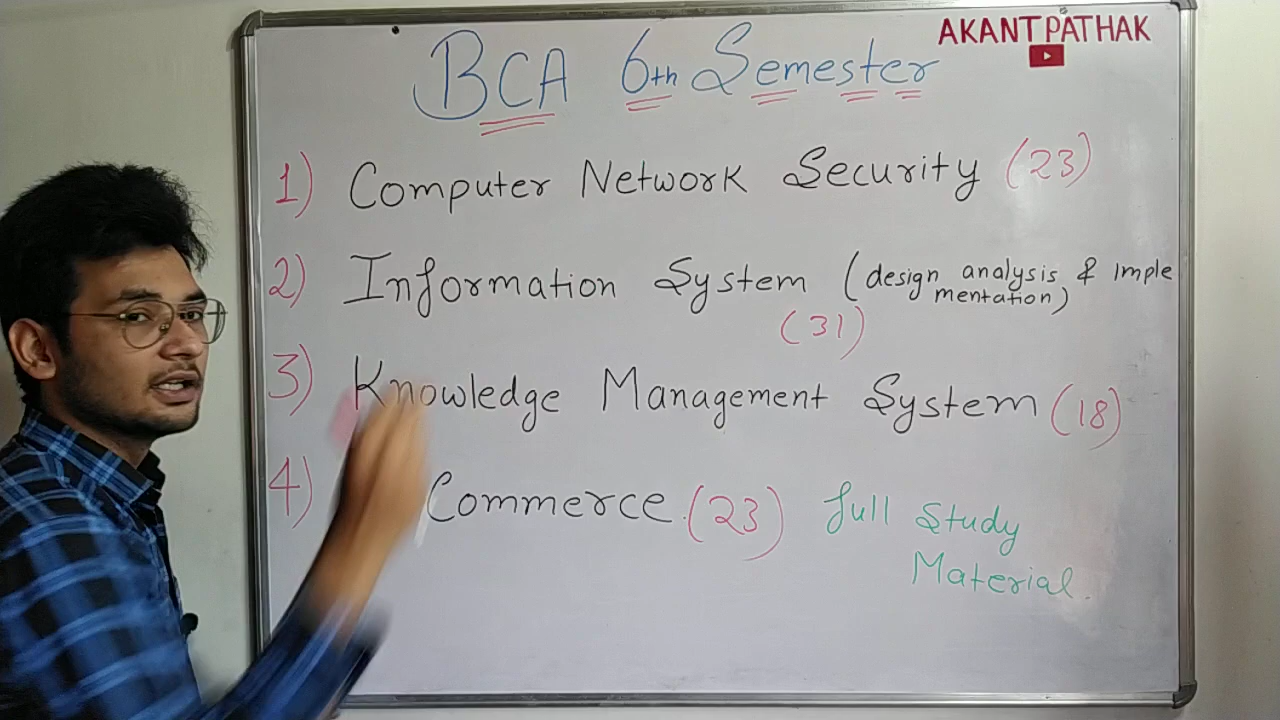 AKANT PATHAK
BCA 6th Semester
1) Computer Network Security (23)
2) Information System (design analysis & Imple
mentation)
(31)
3) Knowledge Management System (18)
4) Commerce (23) full Study
Material.